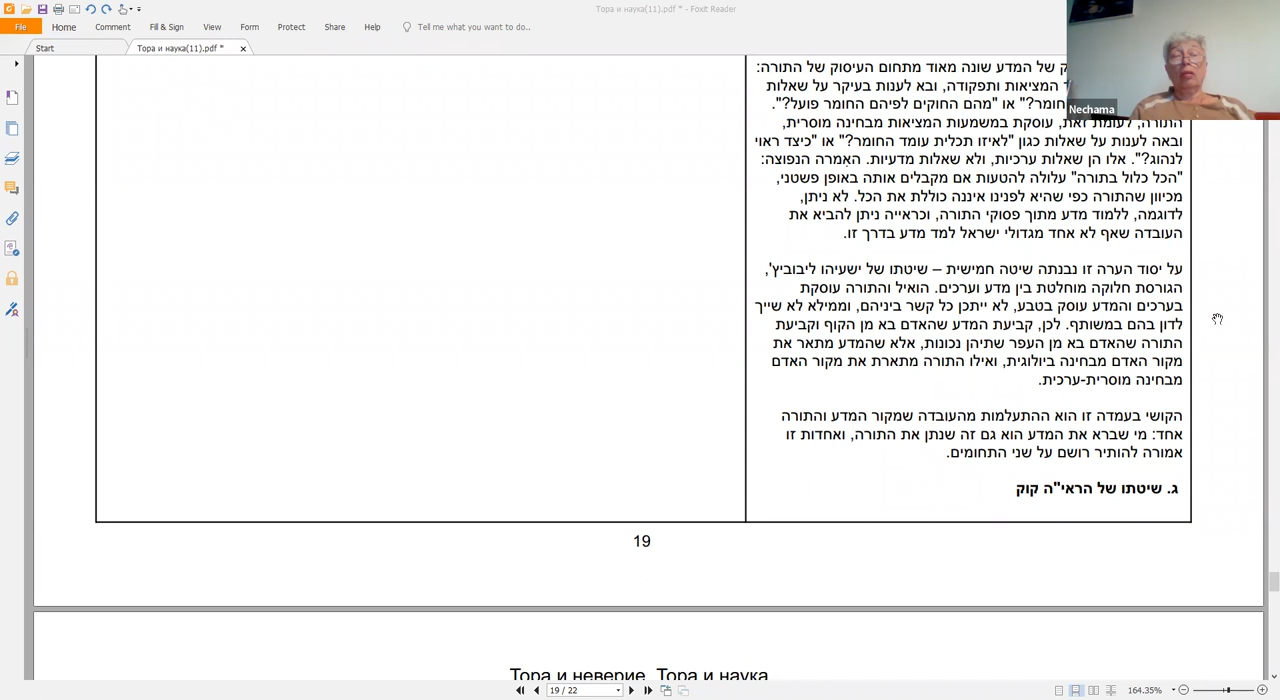 Тора и наука(11).pdf * - Foxit Reader
File Home Comment Fill & Sign View Form Protect Share Help Tell me what you want to do..
Start Тора и наука(11).pdf *
ק של המדע שונה מאוד מתחום העיסוק של התורה:
המציאות ותפקודה, ובא לענות בעיקר על שאלות
חומר?" או "מהם החוקים לפיהם החומר פועל?".
Nechama
התורה, לעומת זאת, עוסקת במשמעות המציאות מבחינה מוסרית,
ובאה לענות על שאלות כגון "לאיזו תכלית עומד החומר?" או "כיצד ראוי
לנהוג?". אלו הן שאלות ערכיות, ולא שאלות מדעיות. האִמרה הנפוצה:
"הכל כלול בתורה" עלולה להטעות אם מקבלים אותה באופן פשטני,
מכיוון שהתורה כפי שהיא לפנינו איננה כוללת את הכל. לא ניתן,
לדוגמה, ללמוד מדע מתוך פסוקי התורה, וכראייה ניתן להביא את
העובדה שאף לא אחד מגדולי ישראל למד מדע בדרך זו.
על יסוד הערה זו נבנתה שיטה חמישית – שיטתו של ישעיהו ליבוביץ',
הגורסת חלוקה מוחלטת בין מדע וערכים. הואיל והתורה עוסקת
בערכים והמדע עוסק בטבע, לא ייתכן כל קשר ביניהם, וממילא לא שייך
לדון בהם במשותף. לכן, קביעת המדע שהאדם בא מן הקוף וקביעת
התורה שהאדם בא מן העפר שתיהן נכונות, אלא שהמדע מתאר את
מקור האדם מבחינה ביולוגית, ואילו התורה מתארת את מקור האדם
מבחינה מוסרית-ערכית.
הקושי בעמדה זו הוא ההתעלמות מהעובדה שמקור המדע והתורה
אחד: מי שברא את המדע הוא גם זה שנתן את התורה, ואחדות זו
אמורה להותיר רושם על שני התחומים.
ג. שיטתו של הראי"ה קוק
19
Тора и неверие. Тора и наука
19 / 22
164.35%